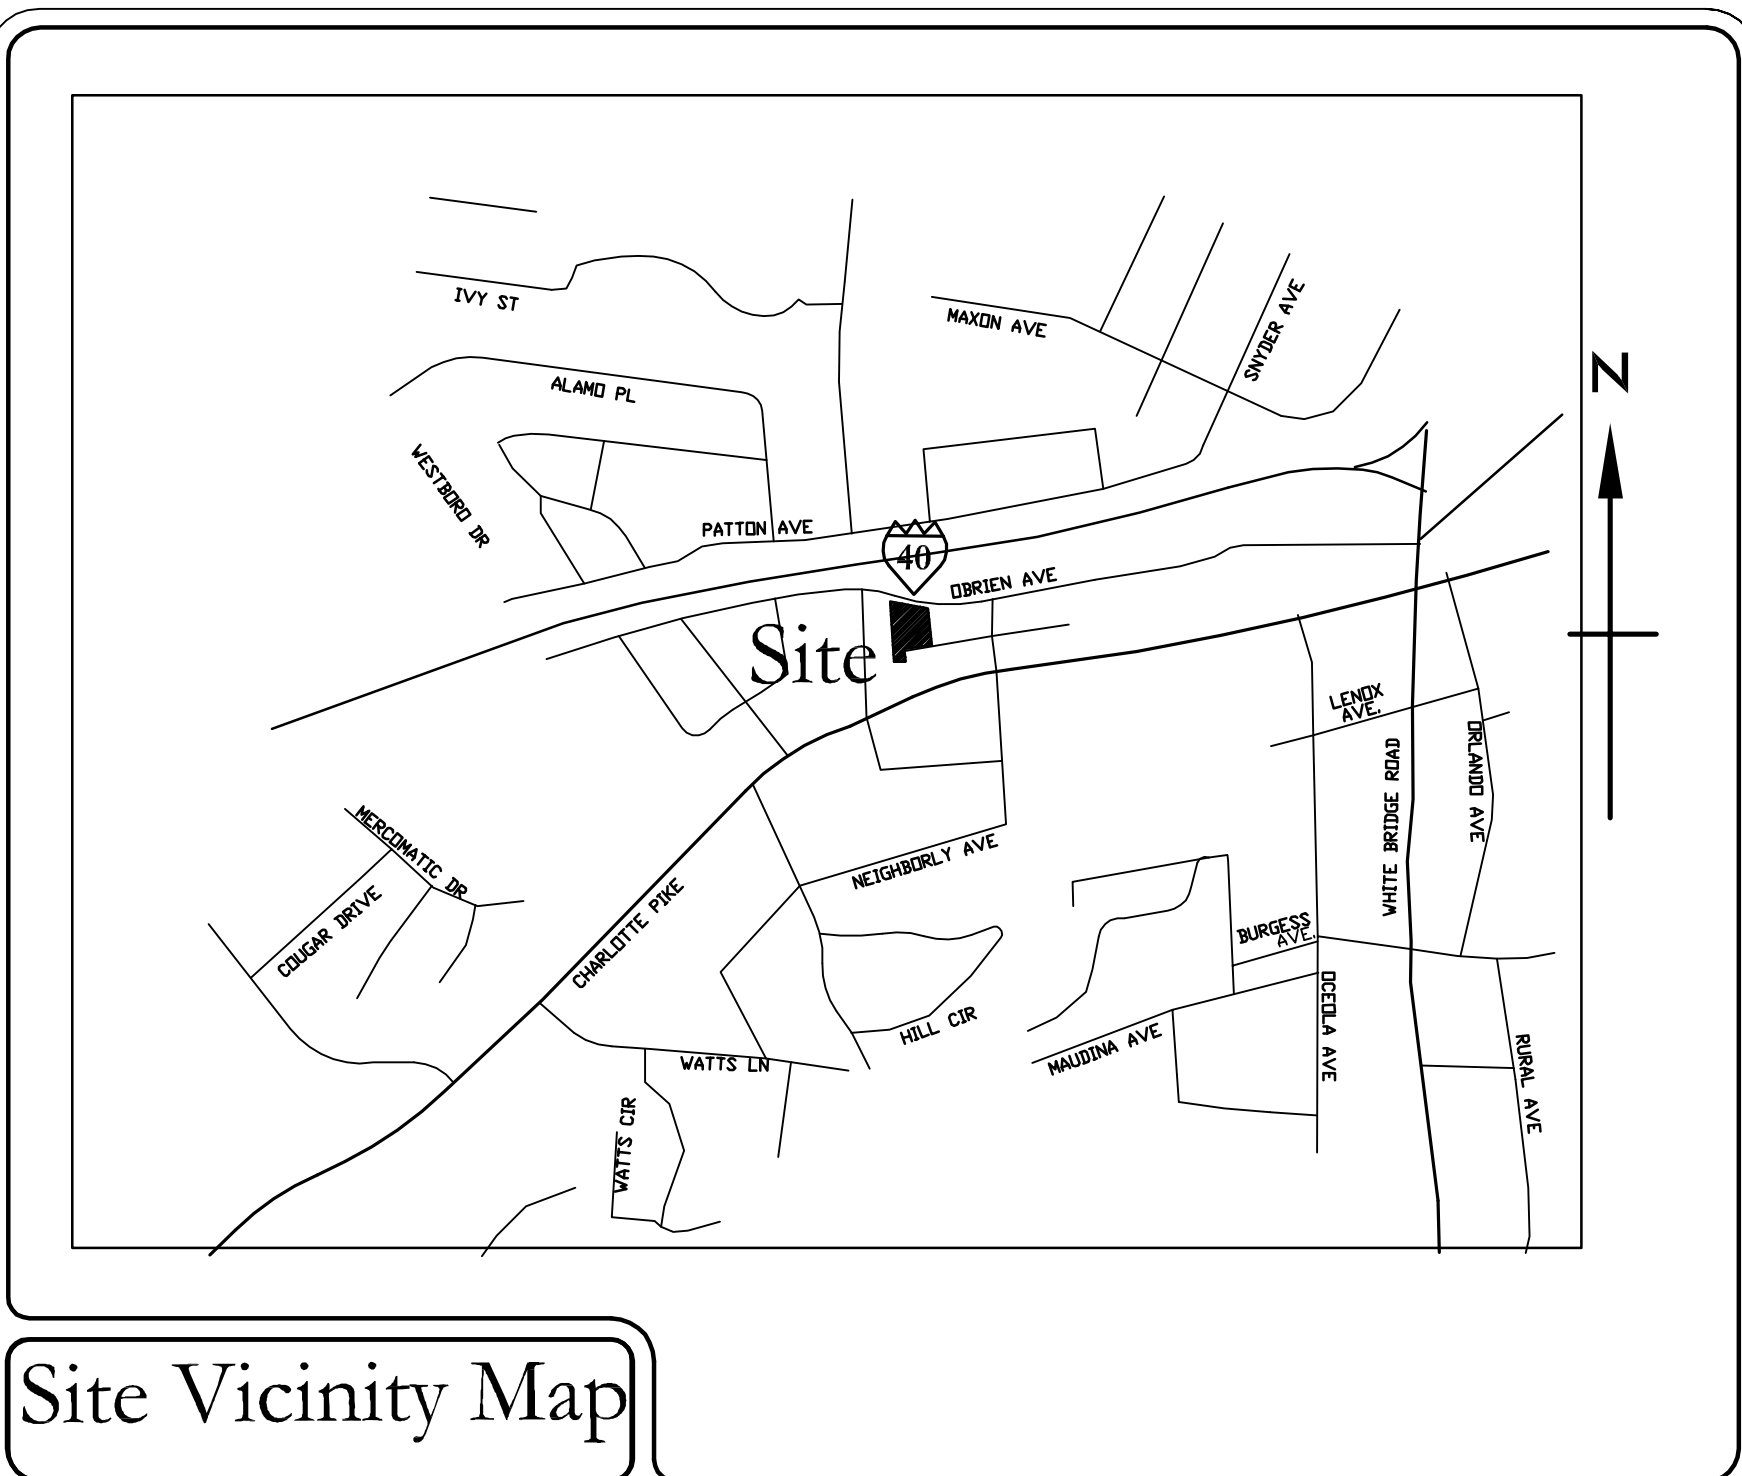 IVY ST
MAXON AVE
SNYDER AVE
N
ALAMO PL
WESTBORO DR
PATTON AVE
40
OBRIEN AVE
Site
LENOX
AVE.
ORLANDO AVE
WHITE BRIDGE ROAD
MERCOMATIC DR
NEIGHBORLY AVE
COUGAR DRIVE
CHARLOTTE PIKE
BURGESS
AVE.
HILL CIR
OCEOLA AVE
MAUDINA AVE
WATTS LN
RURAL AVE
WATTS CIR
Site Vicinity Map